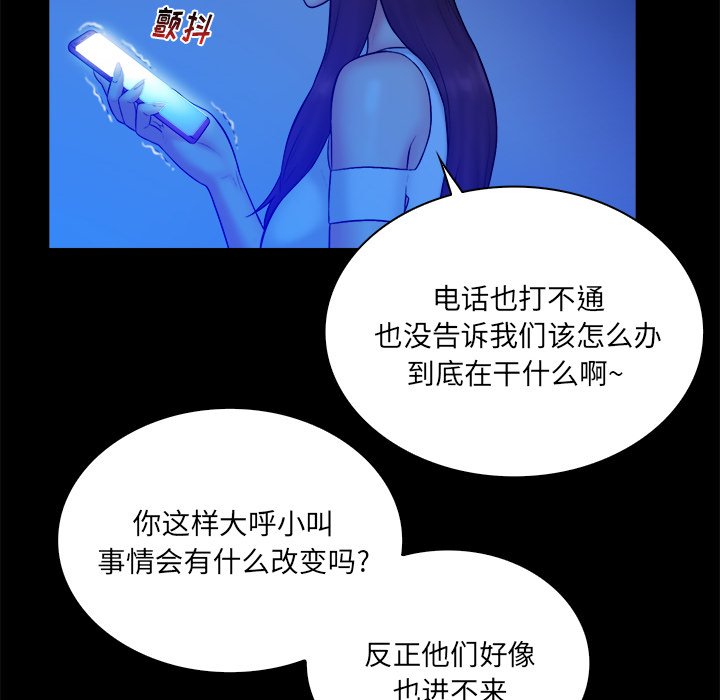 颤抖
电话也打不通
也没告诉我们该怎么办
到底在干什么啊~
你这样大呼小叫
事情会有什么改变吗?
反正他们好像
也进不来